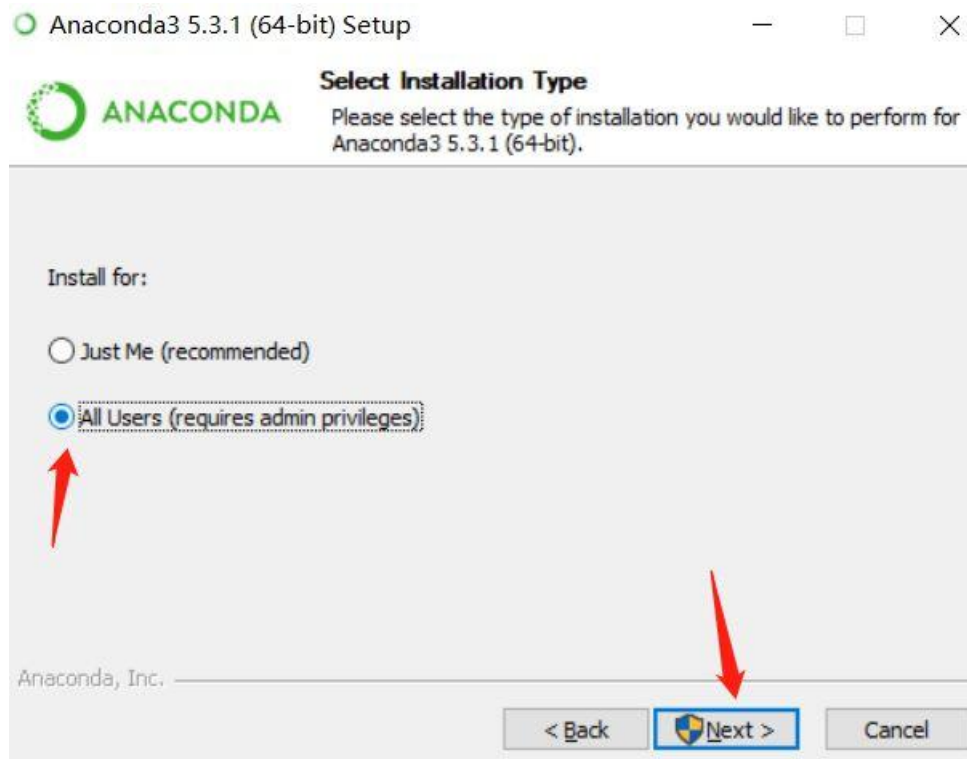 Anaconda3 5.3.1 (64-bit) Setup
ANACONDA
Select Installation Type
Please select the type of installation you would like to perform for
Anaconda3 5.3.1 (64-bit).
Install for:
Just Me (recommended)
All Users (requires admin privileges)
Anaconda, Inc.
< Back
Next >
Cancel